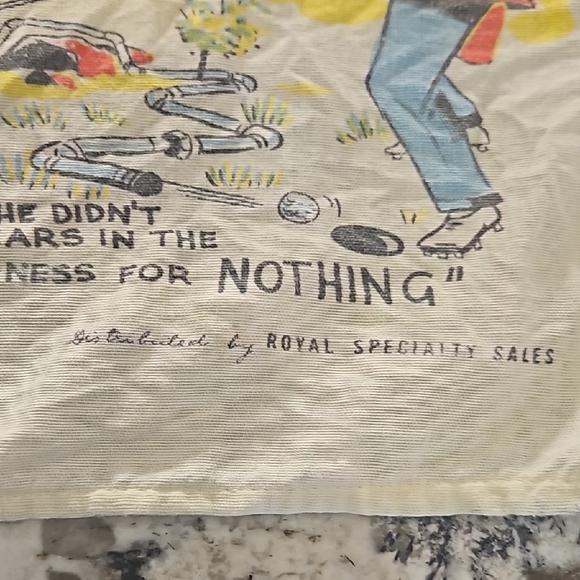 HE DIDN'T
ARS IN THE
NESS FOR NOTHING"
Distributed by ROYAL SPECIALTY SALES